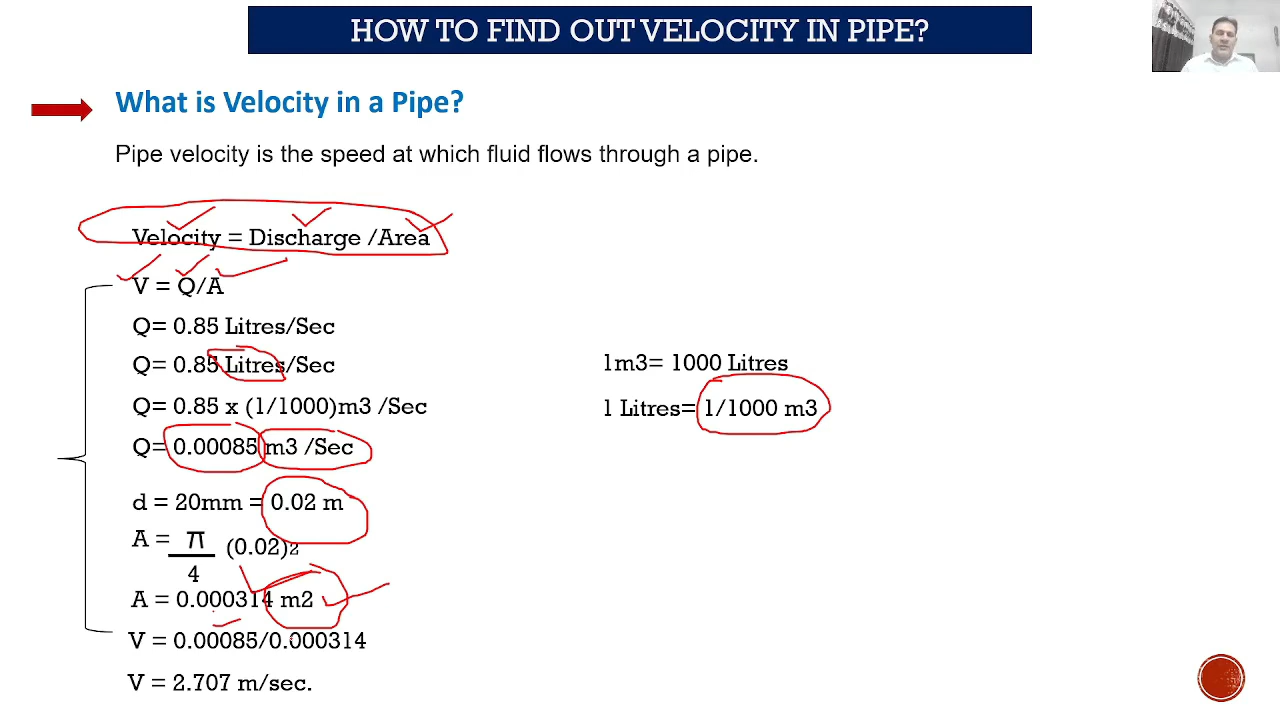 HOW TO FIND OUT VELOCITY IN PIPE?
What is Velocity in a Pipe?
Pipe velocity is the speed at which fluid flows through a pipe.
Velocity = Discharge /Area
V = Q/A
Q= 0.85 Litres/Sec
Q= 0.85 Litres/Sec
Q= 0.85 x (1/1000)m3 /Sec
Q= 0.00085 m3 /Sec
d = 20mm = 0.02 m
A = π/4 (0.02)2
A = 0.000314 m2
V = 0.00085/0.000314
V = 2.707 m/sec.
1m3= 1000 Litres
1 Litres= 1/1000 m3